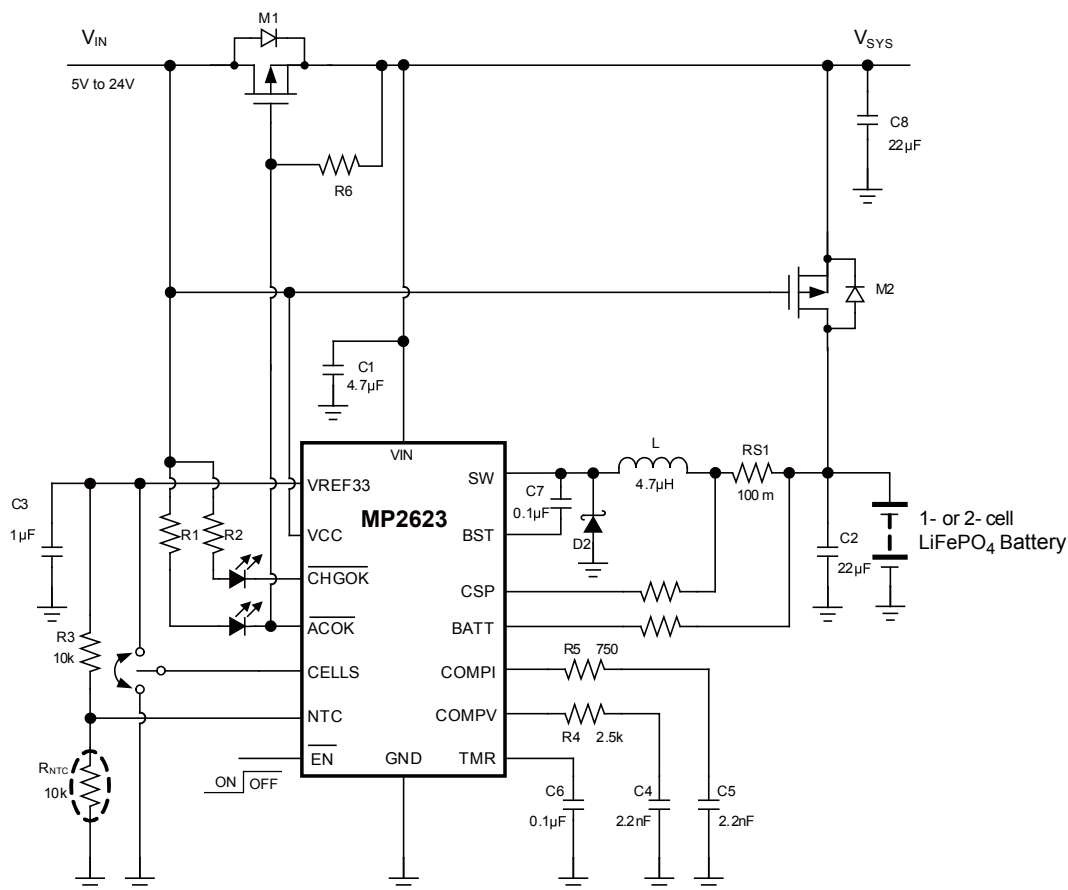 M1
VIN
VSYS
5V to 24V
C8
22µF
R6
M2
C1
4.7µF
VIN
L
4.7µH
RS1
100 m
C3
1µF
VREF33
SW
C7
0.1µF
R1
R2
MP2623
D2
C2
22µF
1- or 2- cell
LiFePO4 Battery
VCC
BST
CHGOK
CSP
ACOK
BATT
R3
10k
CELLS
COMPI
R5 750
NTC
COMPV
R4 2.5k
EN
GND
TMR
ON OFF
RNTC
10k
C6
0.1µF
C4
2.2nF
C5
2.2nF